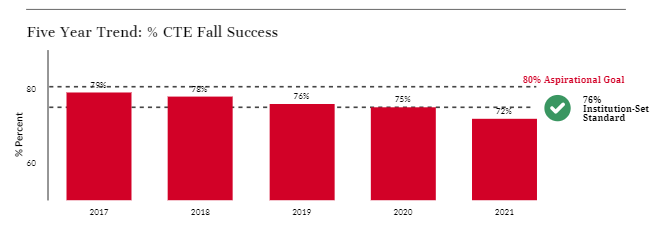 Five Year Trend: % CTE Fall Success
80% Aspirational Goal
80
79%
78%
76%
75%
72%
76%
Institution-Set
Standard
% Percent
60
2017
2018
2019
2020
2021